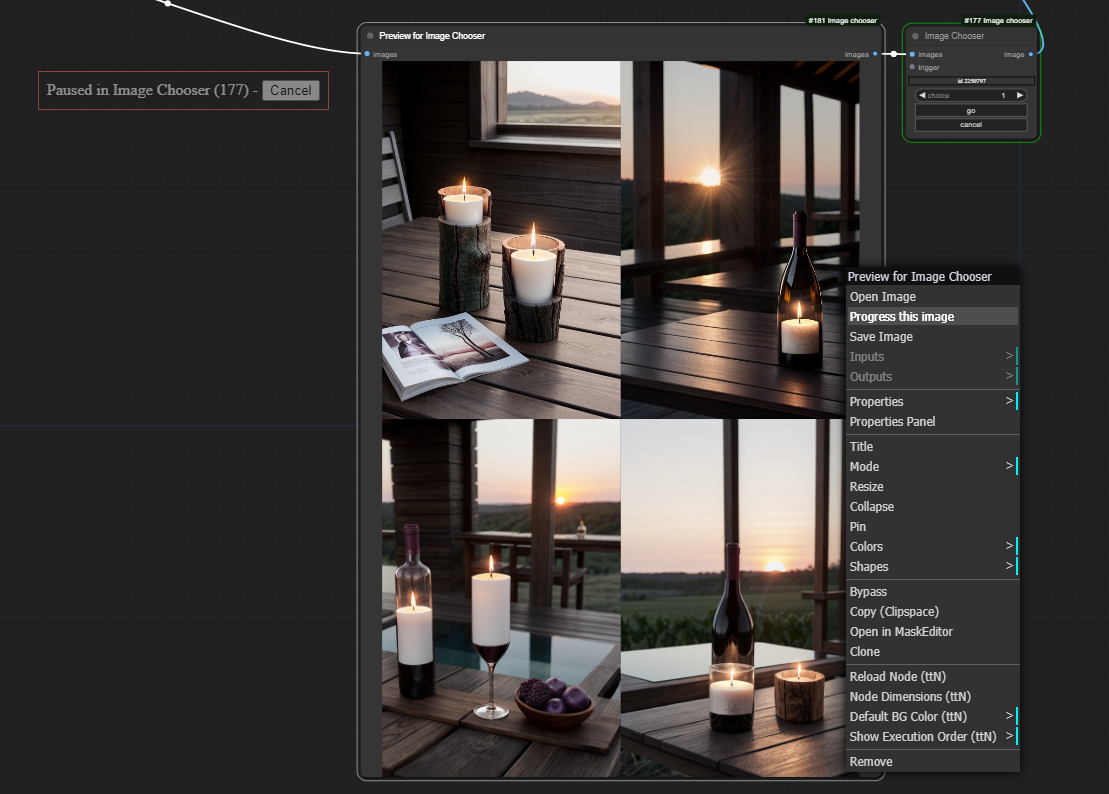 #181 Image chooser
#177 Image chooser
Preview for Image Chooser
Image Chooser
images
images
images
image
trigger
Paused in Image Chooser (177) - Cancel
id 2250797
choice 1
go
cancel
Preview for Image Chooser
Open Image
Progress this image
Save Image
Inputs >
Outputs >
Properties >
Properties Panel
Title
Mode >
Resize
Collapse
Pin
Colors >
Shapes >
Bypass
Copy (Clipspace)
Open in MaskEditor
Clone
Reload Node (ttN)
Node Dimensions (ttN)
Default BG Color (ttN) >
Show Execution Order (ttN) >
Remove